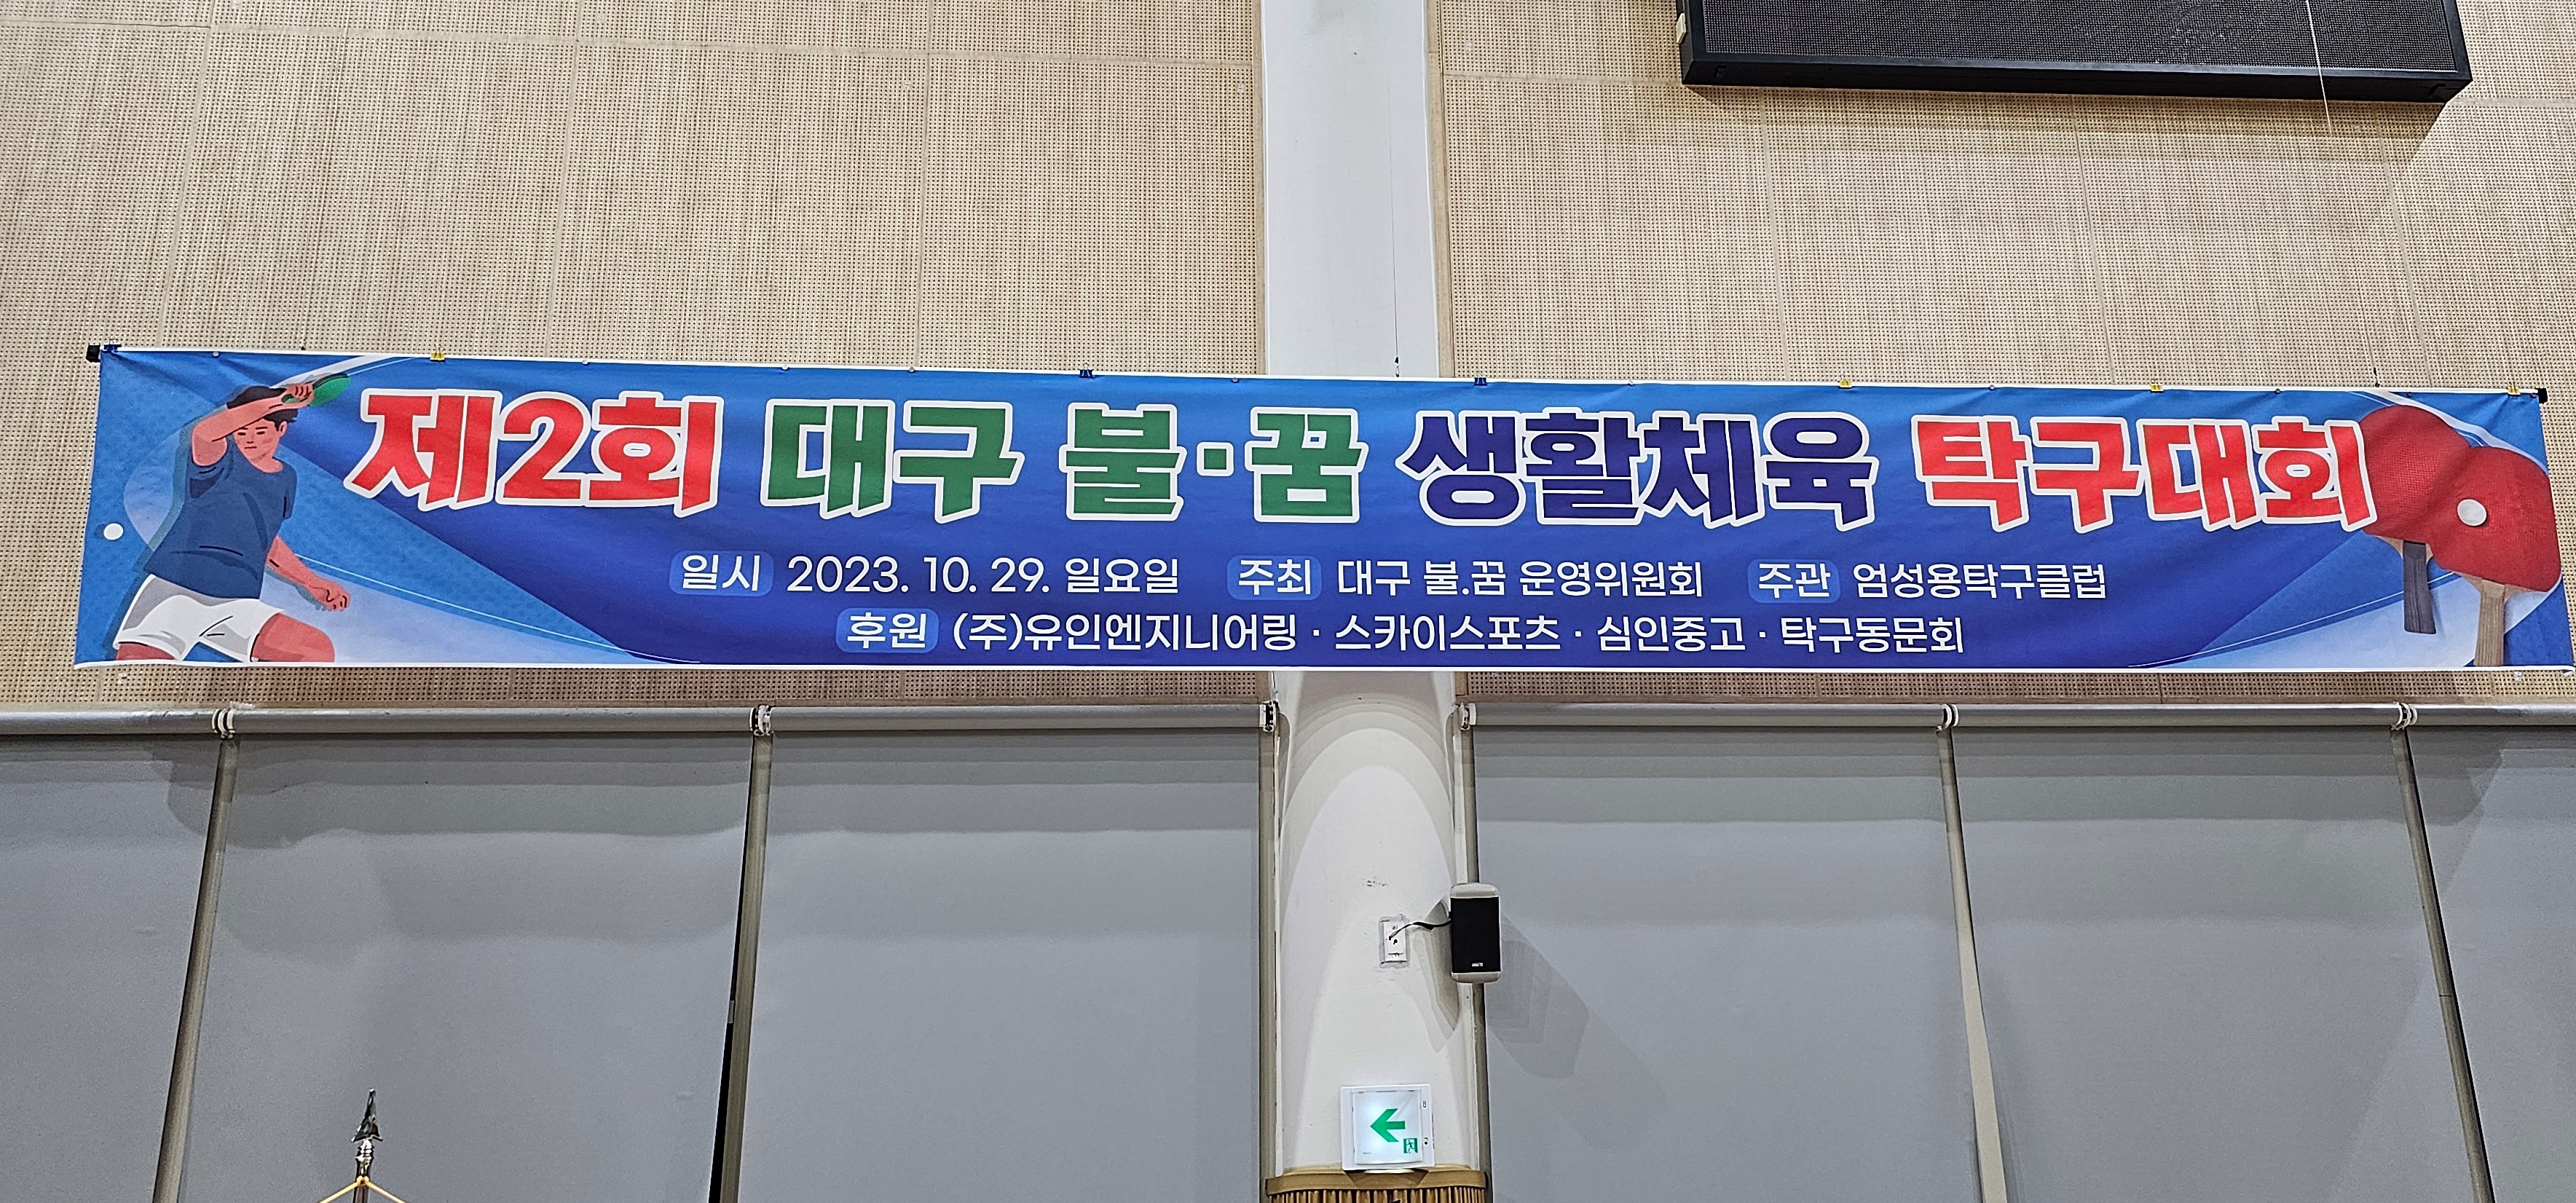 제2회 대구 불·꿈 생활체육 탁구대회
일시 2023. 10. 29. 일요일 주최 대구 불.꿈 운영위원회 주관 엄성용탁구클럽
후원 (주)유인엔지니어링 · 스카이스포츠 · 심인중고 · 탁구동문회